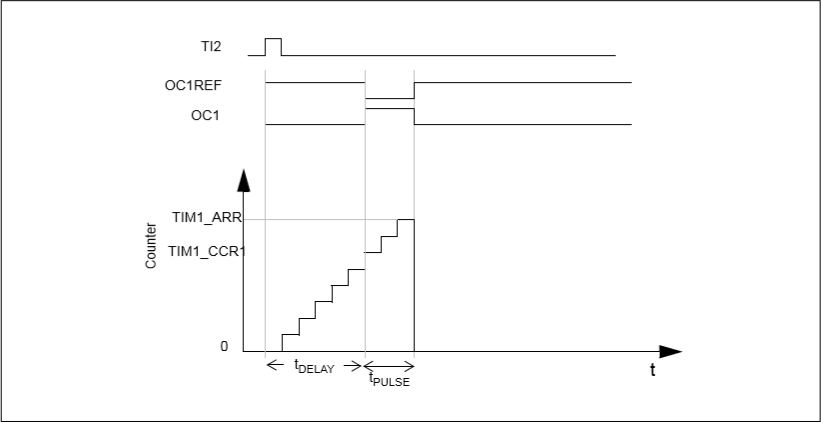 TI2
OC1REF
OC1
TIM1_ARR
Counter
TIM1_CCR1
0
tDELAY
tPULSE
t